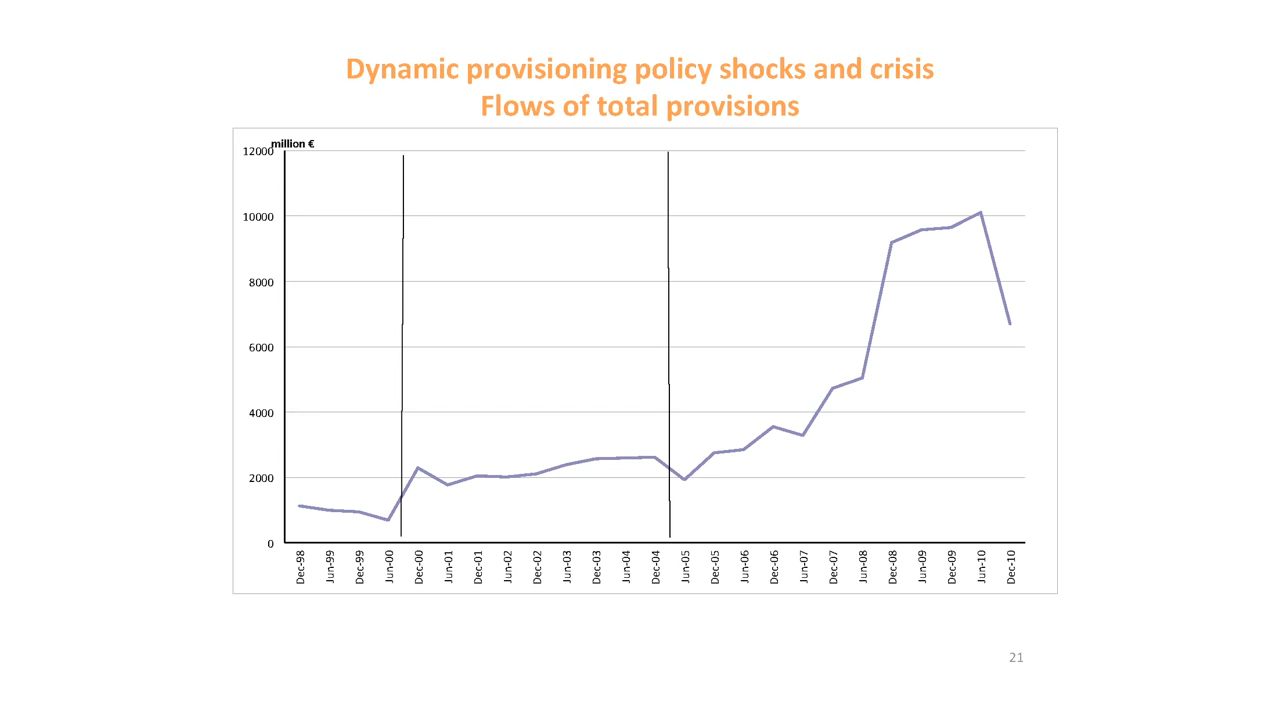 Dynamic provisioning policy shocks and crisis
Flows of total provisions
million €
12000
10000
8000
6000
4000
2000
0
Dec-98
Jun-99
Dec-99
Jun-00
Dec-00
Jun-01
Dec-01
Jun-02
Dec-02
Jun-03
Dec-03
Jun-94
Dec-04
Jun-05
Dec-05
Jun-06
Dec-06
Jun-07
Dec-07
Jun-08
Dec-08
Jun-09
Dec-09
Jun-10
Dec-10
21